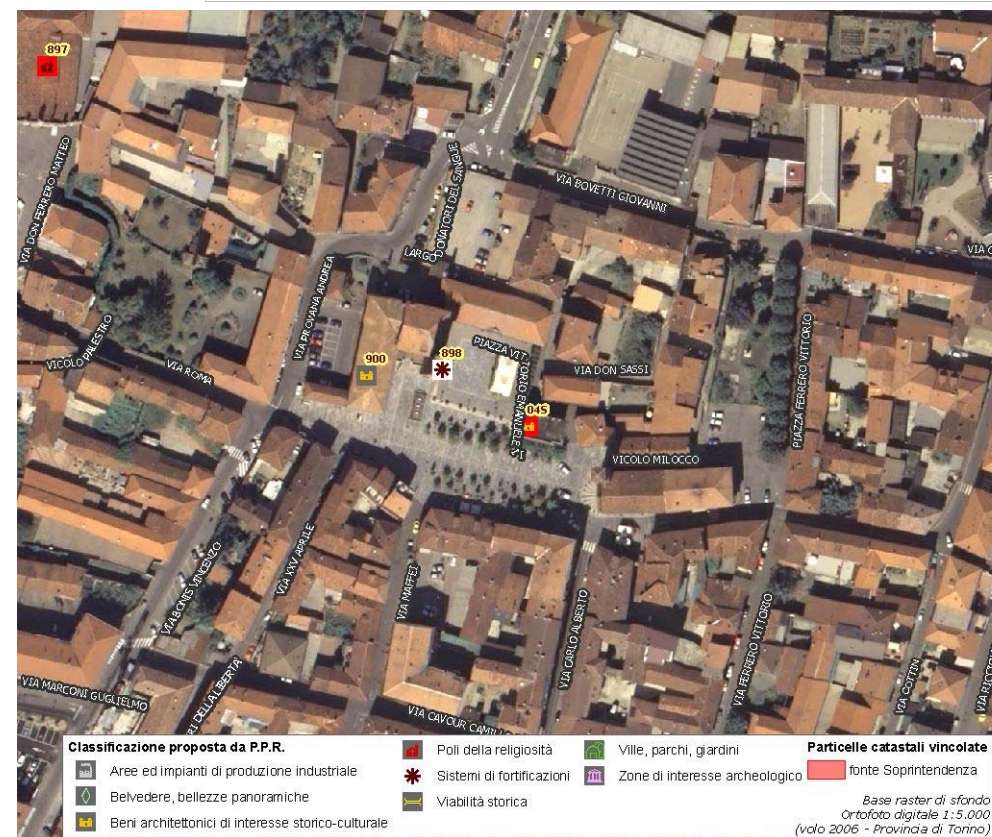 897
VIA DON FERRERO MATTEO
VIA BOVETTI GIOVANNI
LARGO DONATORI DEL SANGUE
VIA PROVANA ANDREA
VICOLO PALESTRO
VIA ROMA
900
898
PIAZZA VITTORIO EMANUELE II
VIA DON SASSI
04S
VICOLO MILOCCO
PIAZZA FERRERO VITTORIO
VIA BONIS VINCENZO
VIA XXV APRILE
VIA MAFFEI
VIA CARLO ALBERTO
VIA FERRERO VITTORIO
VIA COTTIN
VIA MARCONI GUGLIELMO
RI DELLA LIBERTA'
VIA CAVOUR CAMILL
Classificazione proposta da P.P.R.
Aree ed impianti di produzione industriale
Belvedere, bellezze panoramiche
Beni architettonici di interesse storico-culturale
Poli della religiosità
Sistemi di fortificazioni
Viabilità storica
Ville, parchi, giardini
Zone di interesse archeologico
Particelle catastali vincolate
fonte Soprintendenza
Base raster di sfondo
Ortofoto digitale 1:5.000
(volo 2006 - Provincia di Torino)